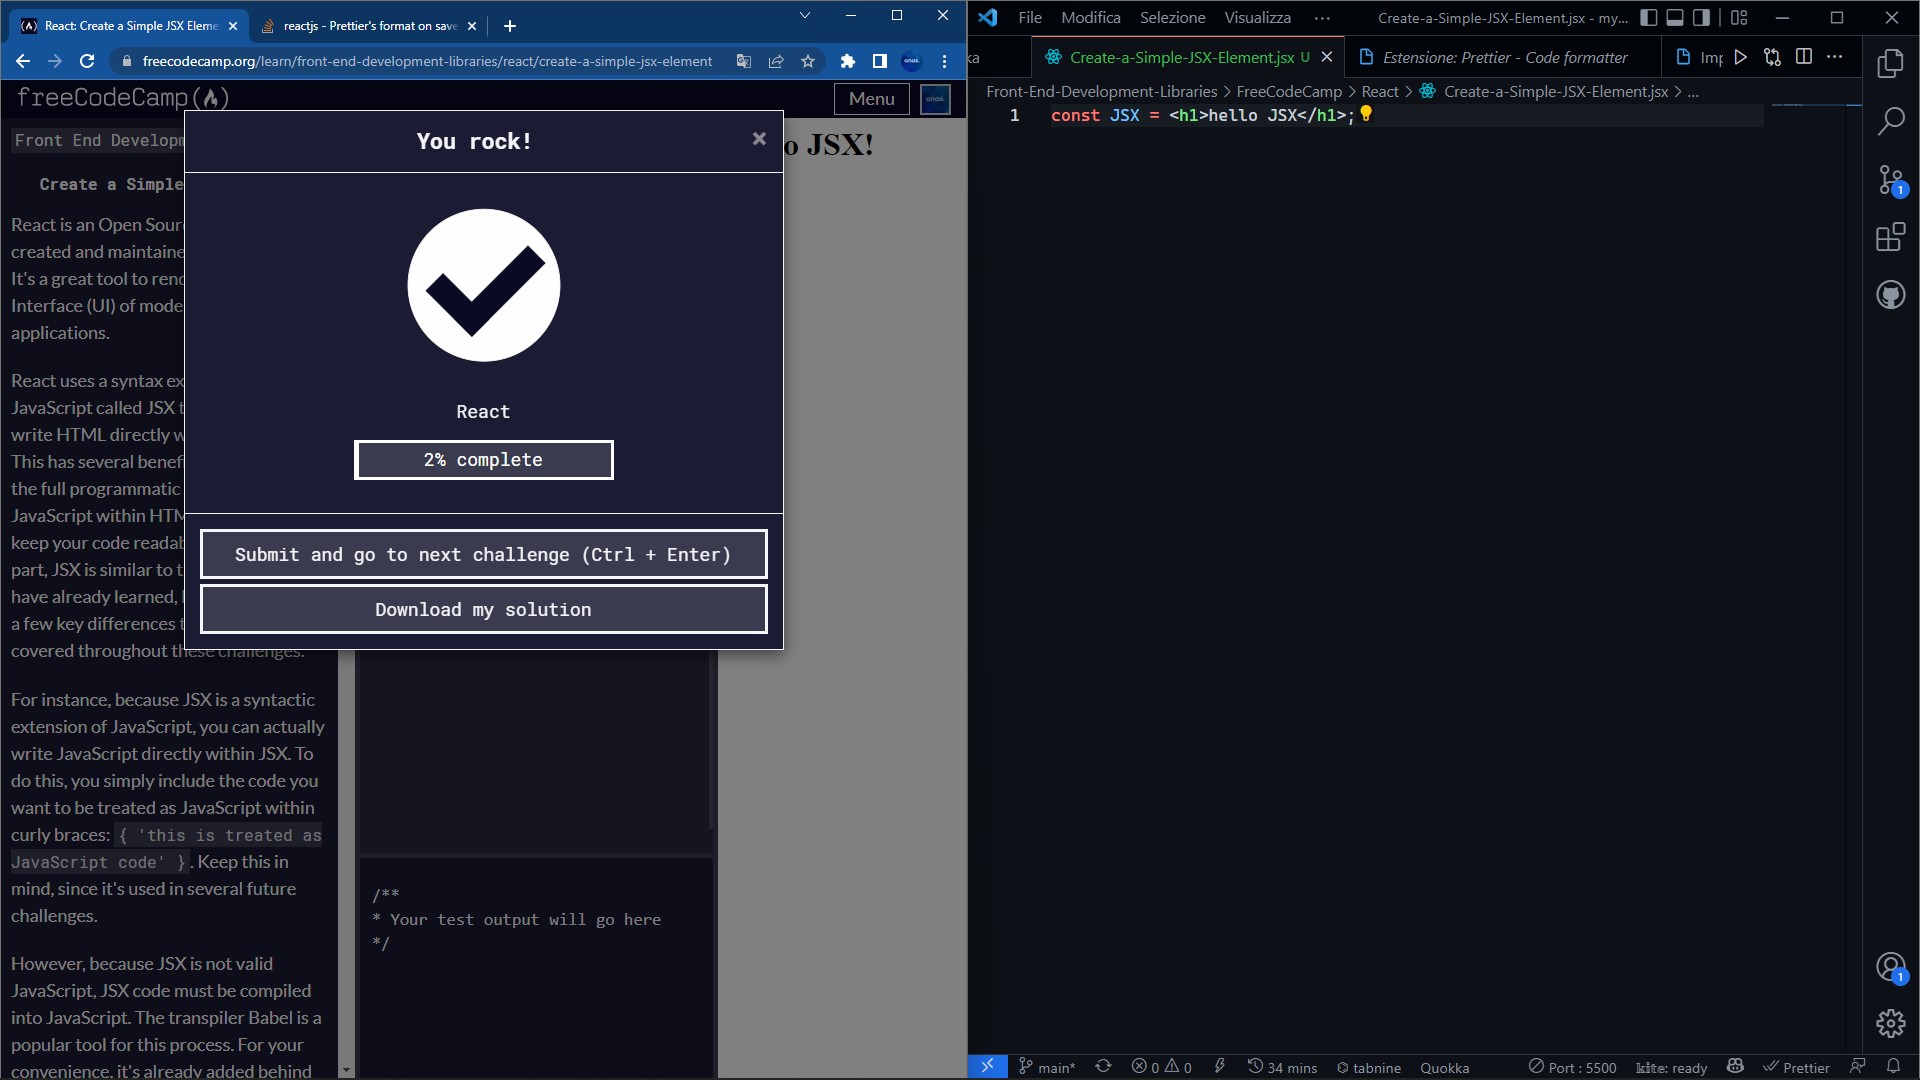 React: Create a Simple JSX Eleme
reactjs - Prettier's format on save
freecodecamp.org/learn/front-end-development-libraries/react/create-a-simple-jsx-element
freeCodeCamp
Menu
Front End Developm
o JSX!
Create a Simple
React is an Open Sour
created and maintaine
It's a great tool to rend
Interface (UI) of mode
applications.
React uses a syntax ex
JavaScript called JSX t
write HTML directly w
This has several benefi
the full programmatic
JavaScript within HTM
keep your code readab
part, JSX is similar to t
have already learned,
a few key differences t
covered throughout these challenges.
For instance, because JSX is a syntactic
extension of JavaScript, you can actually
write JavaScript directly within JSX. To
do this, you simply include the code you
want to be treated as JavaScript within
curly braces: { 'this is treated as
JavaScript code' }. Keep this in
mind, since it's used in several future
challenges.
However, because JSX is not valid
JavaScript, JSX code must be compiled
into JavaScript. The transpiler Babel is a
popular tool for this process. For your
convenience, it's already added behind
You rock!
React
2% complete
Submit and go to next challenge (Ctrl + Enter)
Download my solution
/**
* Your test output will go here
*/
File Modifica Selezione Visualizza ··· Create-a-Simple-JSX-Element.jsx - my...
ka Create-a-Simple-JSX-Element.jsx U Estensione: Prettier - Code formatter Imp
Front-End-Development-Libraries > FreeCodeCamp > React > Create-a-Simple-JSX-Element.jsx > ...
1 const JSX = <h1>hello JSX</h1>;
1
1
main* 0 0 34 mins tabnine Quokka Port : 5500 kite: ready Prettier